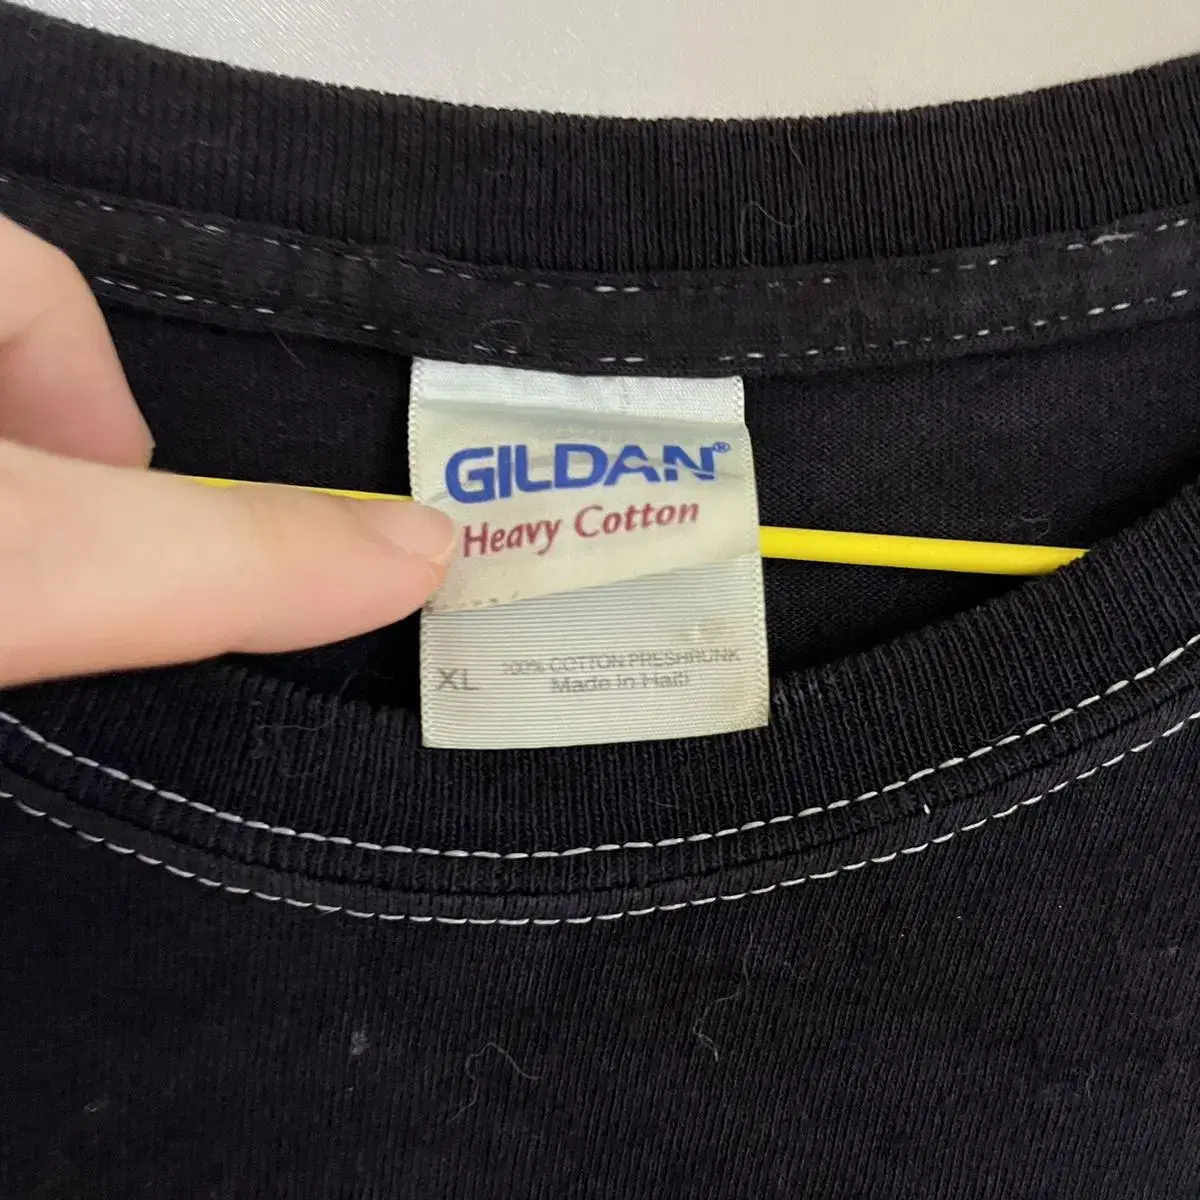 GILDAN®
Heavy Cotton
XL 100% COTTON PRESHRUNK
Made in Haiti